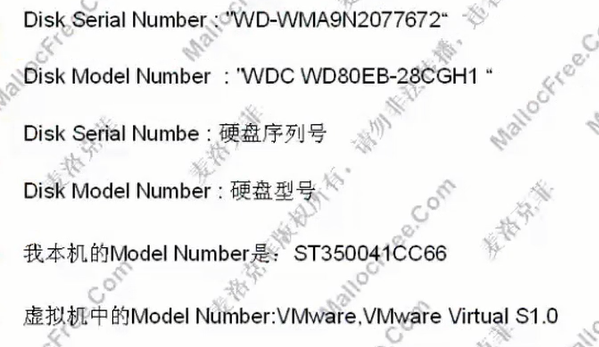 Disk Serial Number : "WD-WMA9N2077672“
Disk Model Number : "WDC WD80EB-28CGH1 “
Disk Serial Numbe : 硬盘序列号
Disk Model Number : 硬盘型号
我本机的Model Number是：ST350041CC66
虚拟机中的Model Number:VMware,VMware Virtual S1.0
MallocFree.Com
麦洛克菲
麦洛克菲版权所有，请勿非法传播，违者
MallocFree.Com
MallocFree.Com
麦洛克菲
MallocFree.Com